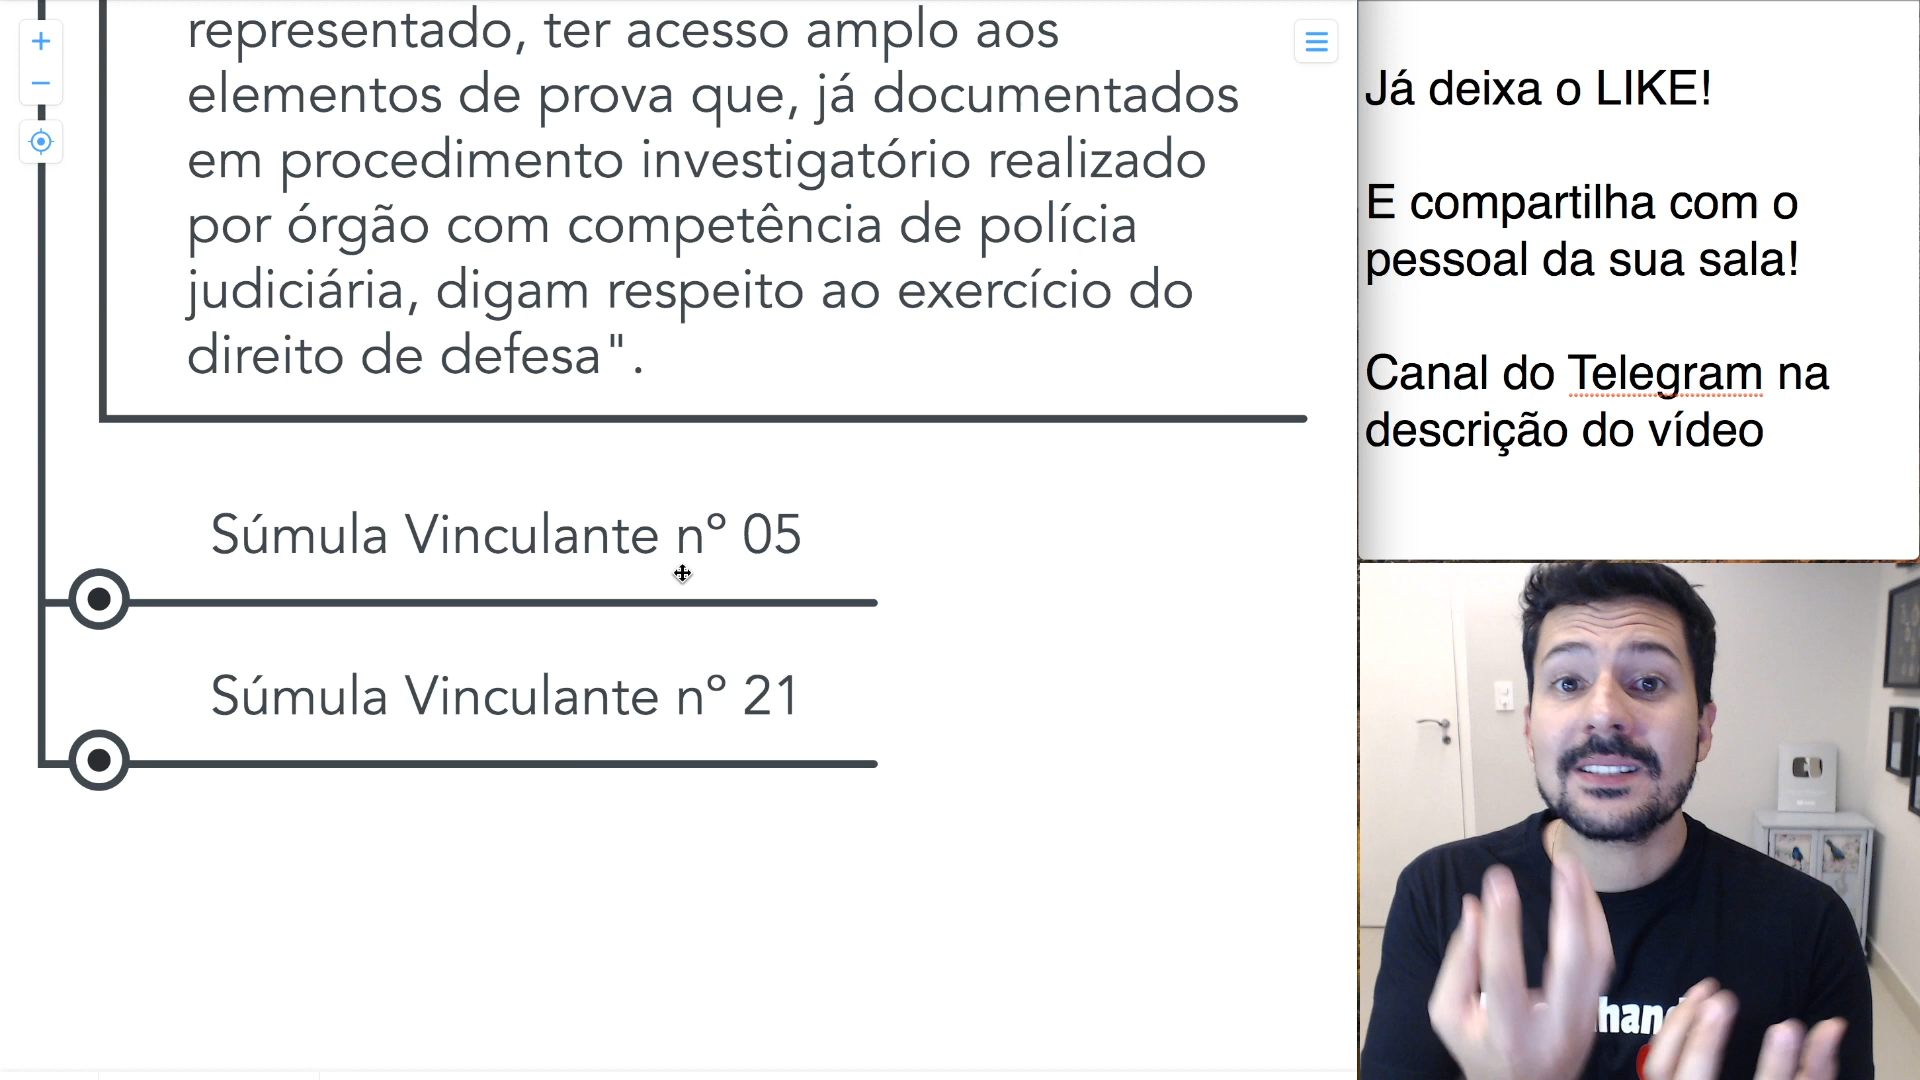 representado, ter acesso amplo aos
elementos de prova que, já documentados
em procedimento investigatório realizado
por órgão com competência de polícia
judiciária, digam respeito ao exercício do
direito de defesa".
Súmula Vinculante nº 05
Súmula Vinculante nº 21
Já deixa o LIKE!
E compartilha com o
pessoal da sua sala!
Canal do Telegram na
descrição do vídeo